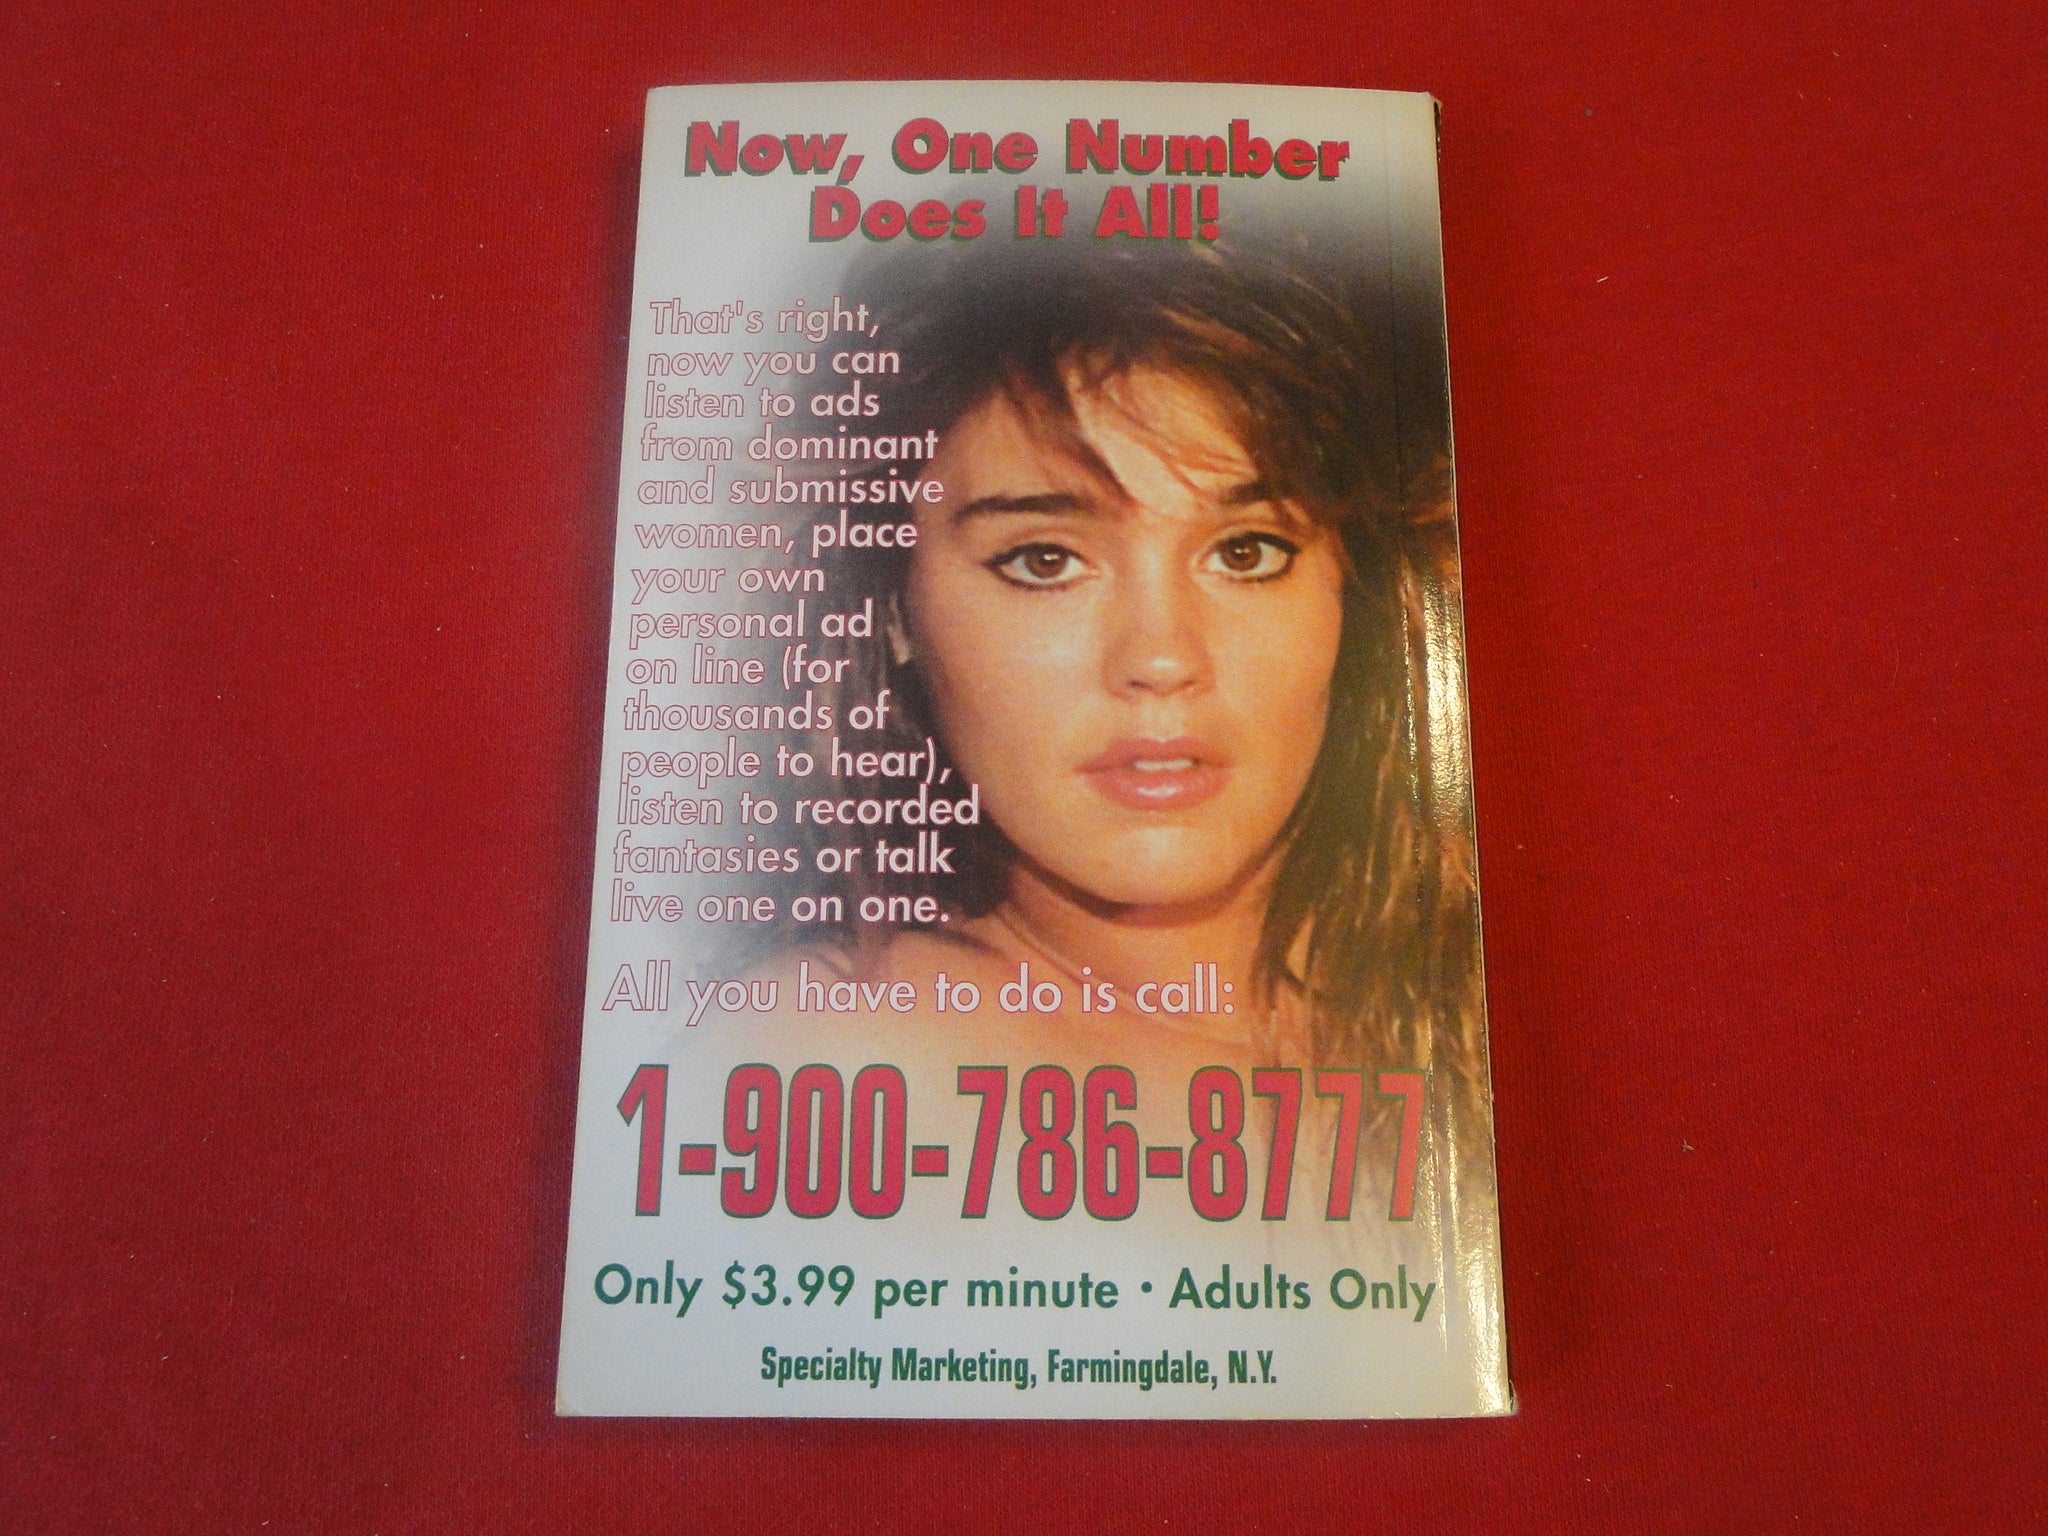 Now, One Number
Does It All!
That's right,
now you can
listen to ads
from dominant
and submissive
women, place
your own
personal ad
on line (for
thousands of
people to hear),
listen to recorded
fantasies or talk
live one on one.
All you have to do is call:
1-900-786-8777
Only $3.99 per minute • Adults Only
Specialty Marketing, Farmingdale, N.Y.